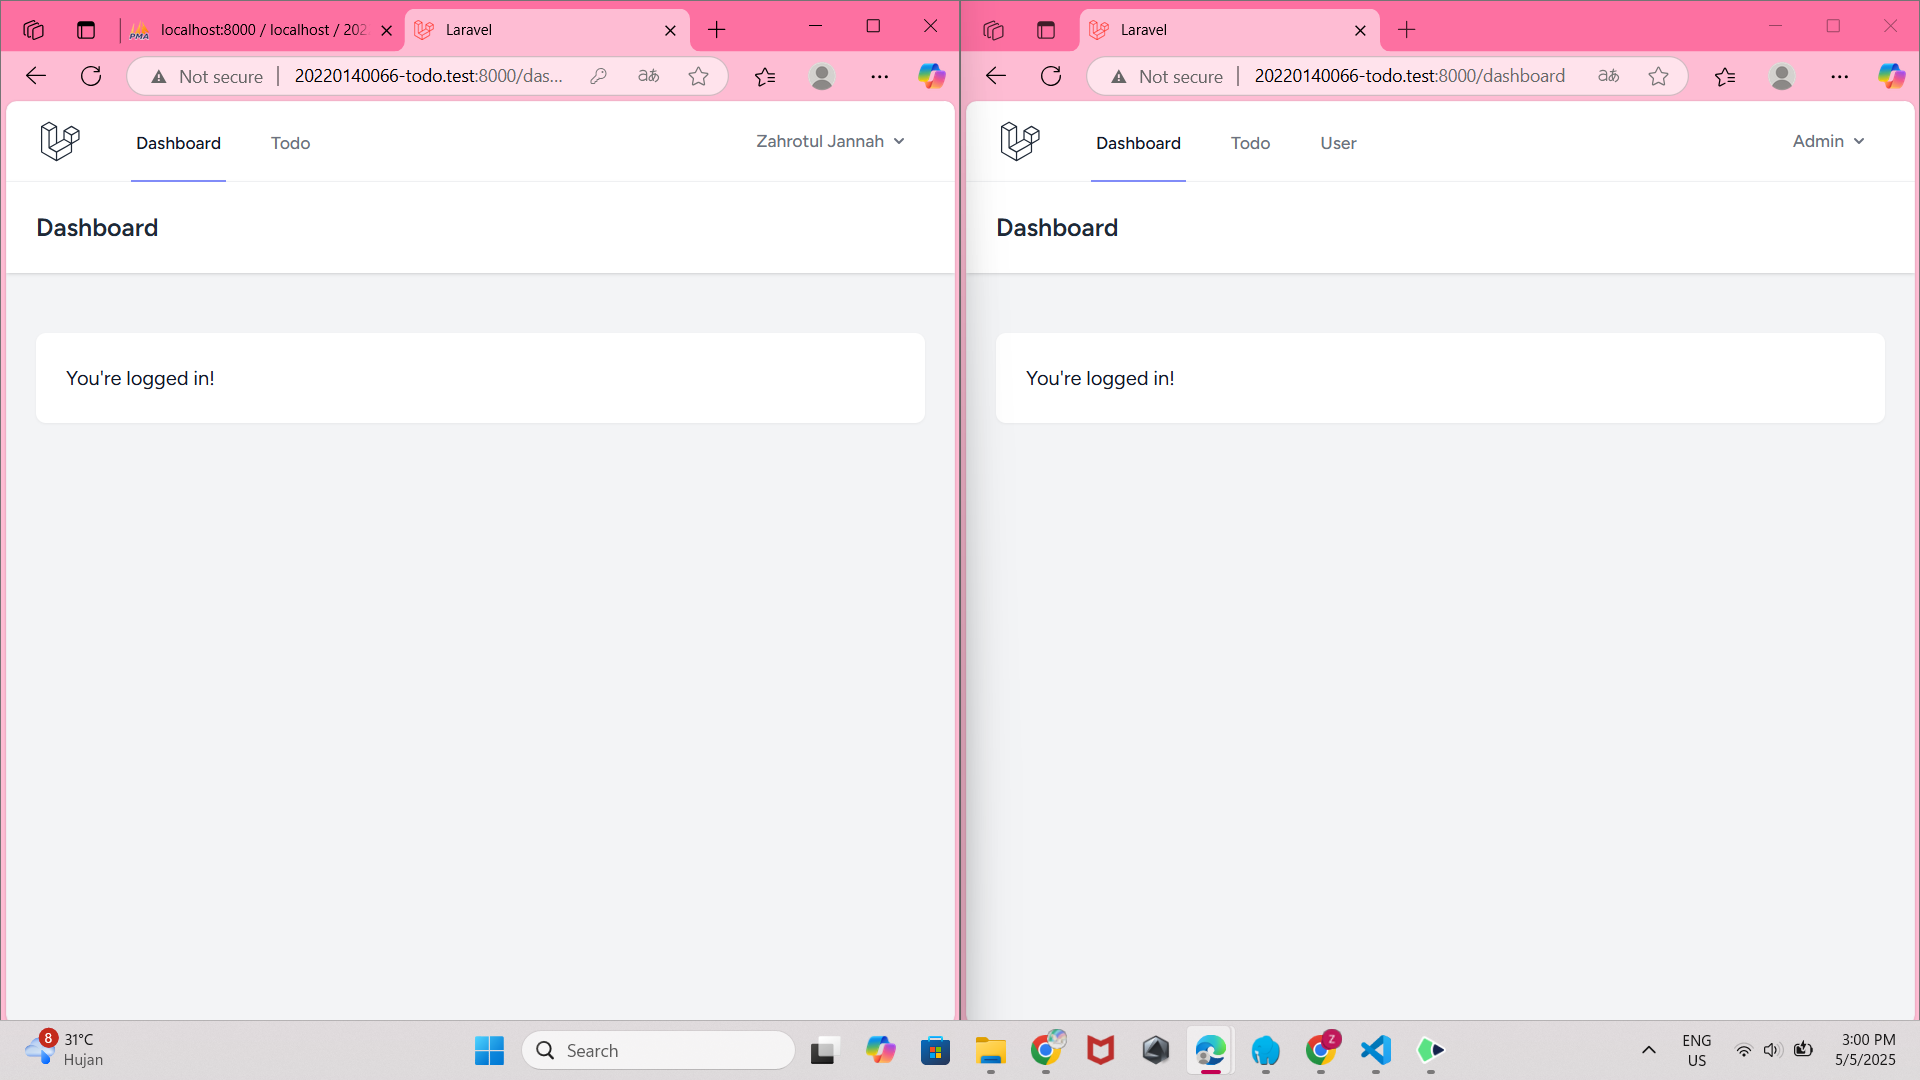 localhost:8000 / localhost / 202
Laravel
Not secure
20220140066-todo.test:8000/das...
Dashboard
Todo
Zahrotul Jannah
Dashboard
You're logged in!
Laravel
Not secure
20220140066-todo.test:8000/dashboard
Dashboard
Todo
User
Admin
Dashboard
You're logged in!
8
31°C
Hujan
Search
Z
ENG
US
3:00 PM
5/5/2025